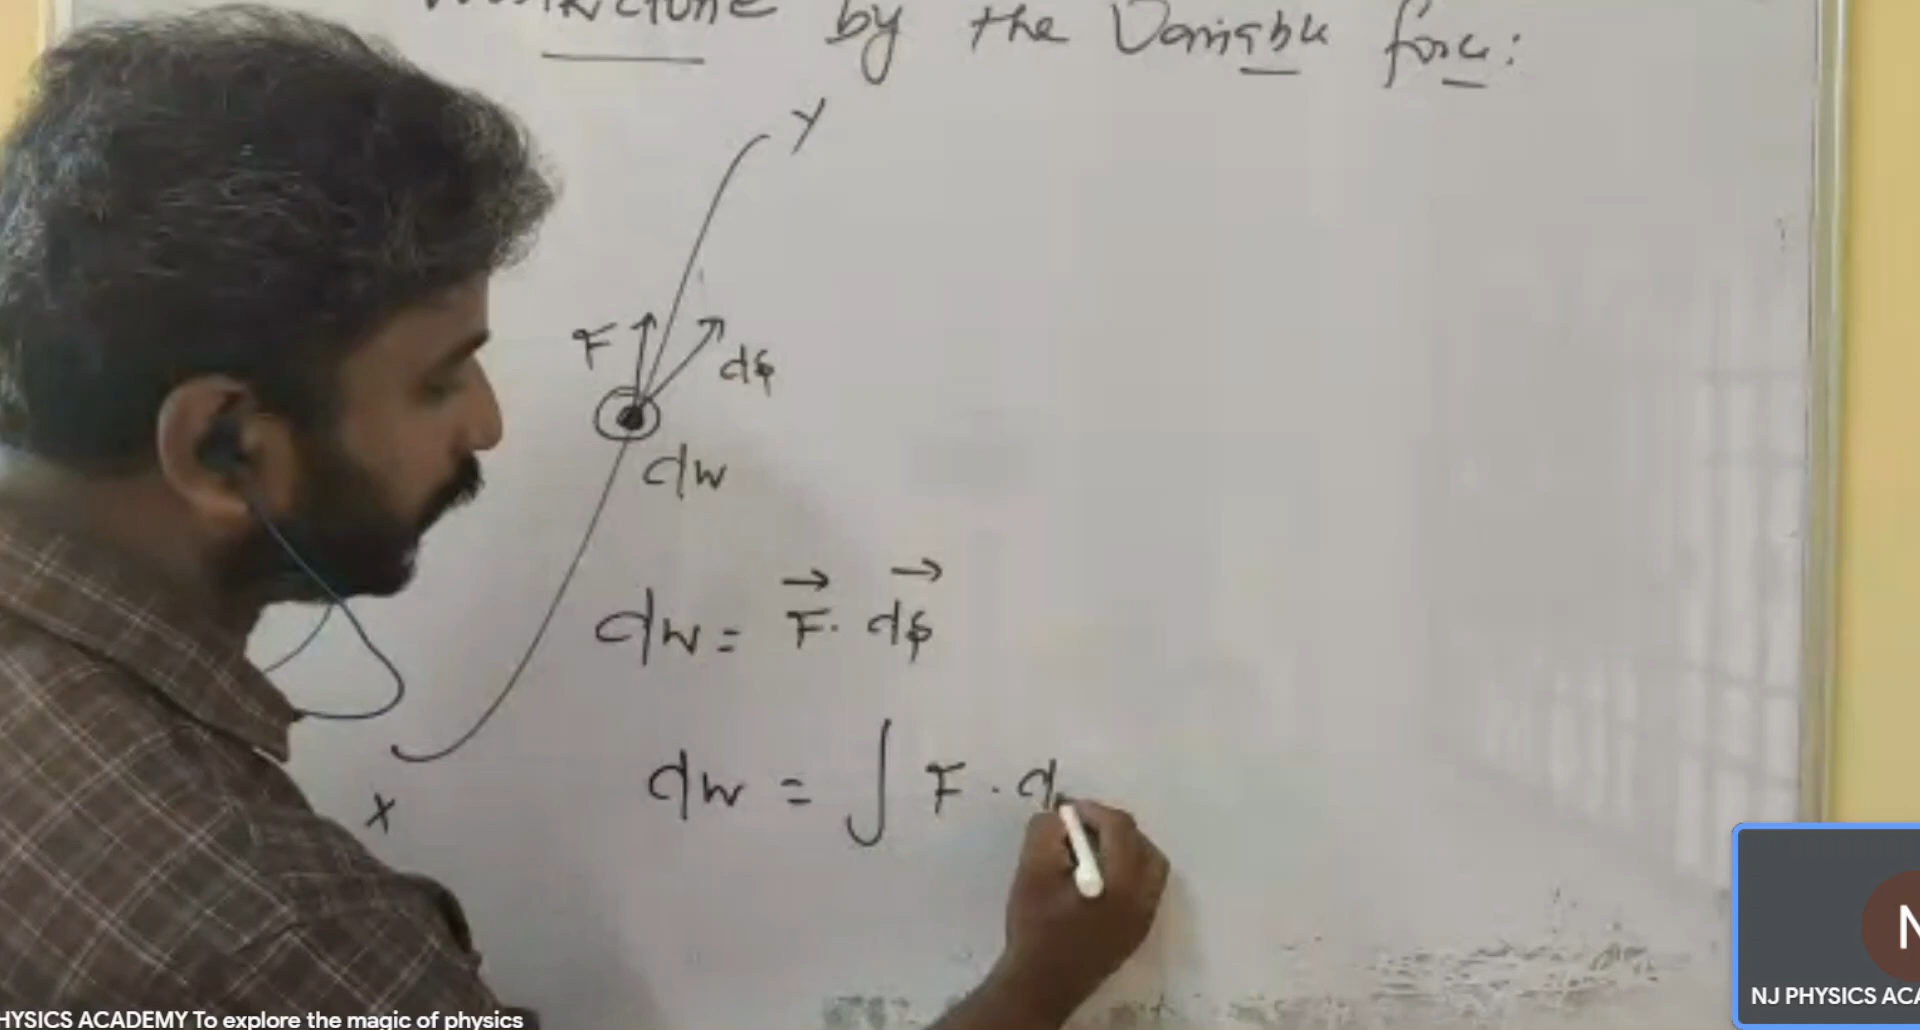 by the Variable force:
Y
F
ds
dw
dw = F. ds
dw = ∫ F . d
X
N
NJ PHYSICS ACA
HYSICS ACADEMY To explore the magic of physics